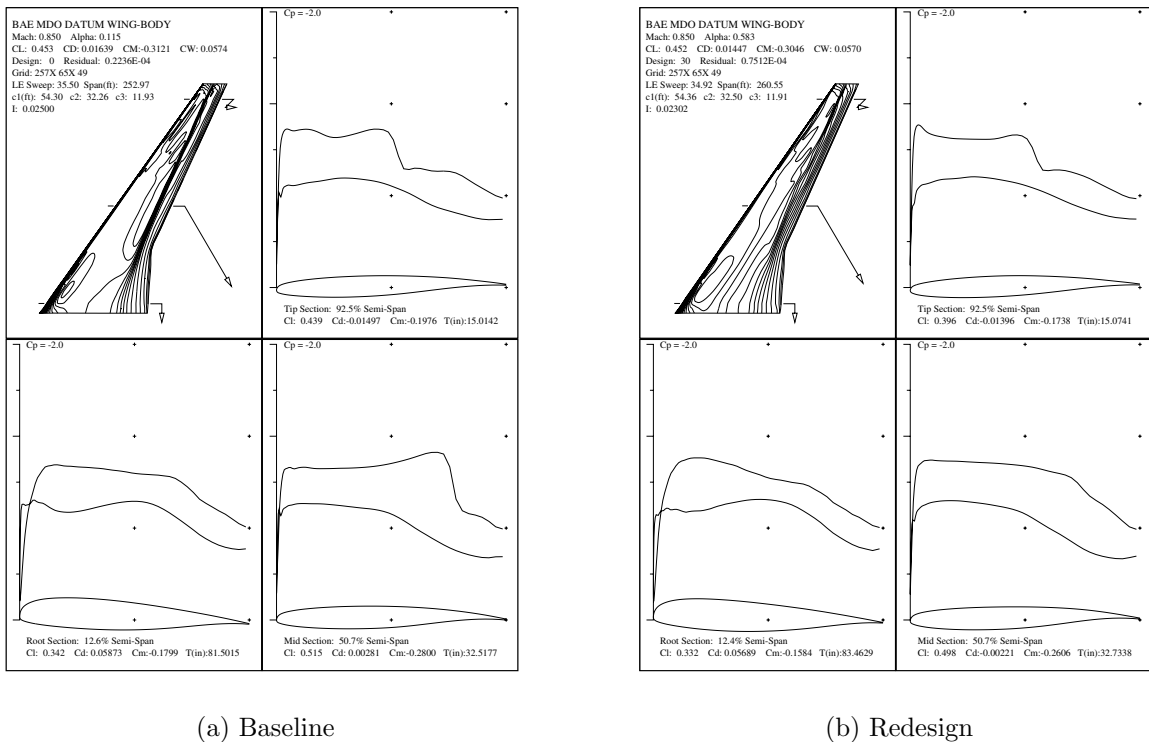 BAE MDO DATUM WING-BODY
Mach: 0.850 Alpha: 0.115
CL: 0.453 CD: 0.01639 CM:-0.3121 CW: 0.0574
Design: 0 Residual: 0.2236E-04
Grid: 257X 65X 49
LE Sweep: 35.50 Span(ft): 252.97
c1(ft): 54.30 c2: 32.26 c3: 11.93
I: 0.02500
Cp = -2.0
Tip Section: 92.5% Semi-Span
Cl: 0.439 Cd:-0.01497 Cm:-0.1976 T(in):15.0142
Cp = -2.0
Root Section: 12.6% Semi-Span
Cl: 0.342 Cd: 0.05873 Cm:-0.1799 T(in):81.5015
Cp = -2.0
Mid Section: 50.7% Semi-Span
Cl: 0.515 Cd: 0.00281 Cm:-0.2800 T(in):32.5177
(a) Baseline
BAE MDO DATUM WING-BODY
Mach: 0.850 Alpha: 0.583
CL: 0.452 CD: 0.01447 CM:-0.3046 CW: 0.0570
Design: 30 Residual: 0.7512E-04
Grid: 257X 65X 49
LE Sweep: 34.92 Span(ft): 260.55
c1(ft): 54.36 c2: 32.50 c3: 11.91
I: 0.02302
Cp = -2.0
Tip Section: 92.5% Semi-Span
Cl: 0.396 Cd:-0.01396 Cm:-0.1738 T(in):15.0741
Cp = -2.0
Root Section: 12.4% Semi-Span
Cl: 0.332 Cd: 0.05689 Cm:-0.1584 T(in):83.4629
Cp = -2.0
Mid Section: 50.7% Semi-Span
Cl: 0.498 Cd:-0.00221 Cm:-0.2606 T(in):32.7338
(b) Redesign